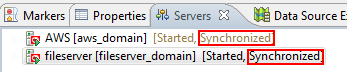 Markers Properties Servers Data Source Ex
AWS [aws_domain] [Started, Synchronized]
fileserver [fileserver_domain] [Started, Synchronized]